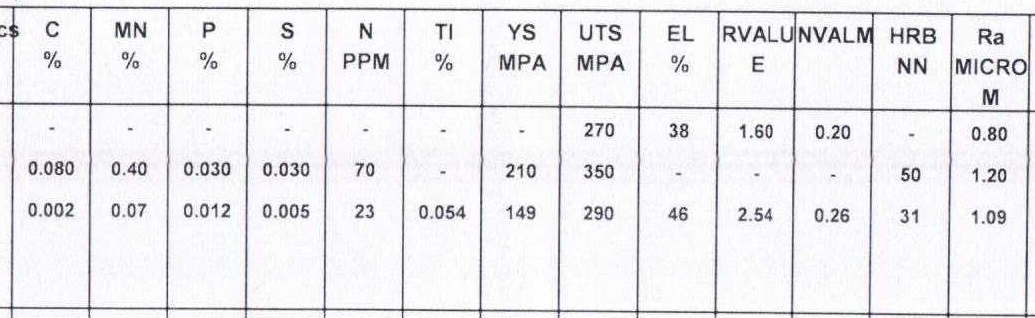 cs C MN P S N TI YS UTS EL RVALU NVALM HRB Ra
% % % % PPM % MPA MPA % E NN MICRO
M
- - - - - - - 270 38 1.60 0.20 - 0.80
0.080 0.40 0.030 0.030 70 - 210 350 - - - 50 1.20
0.002 0.07 0.012 0.005 23 0.054 149 290 46 2.54 0.26 31 1.09